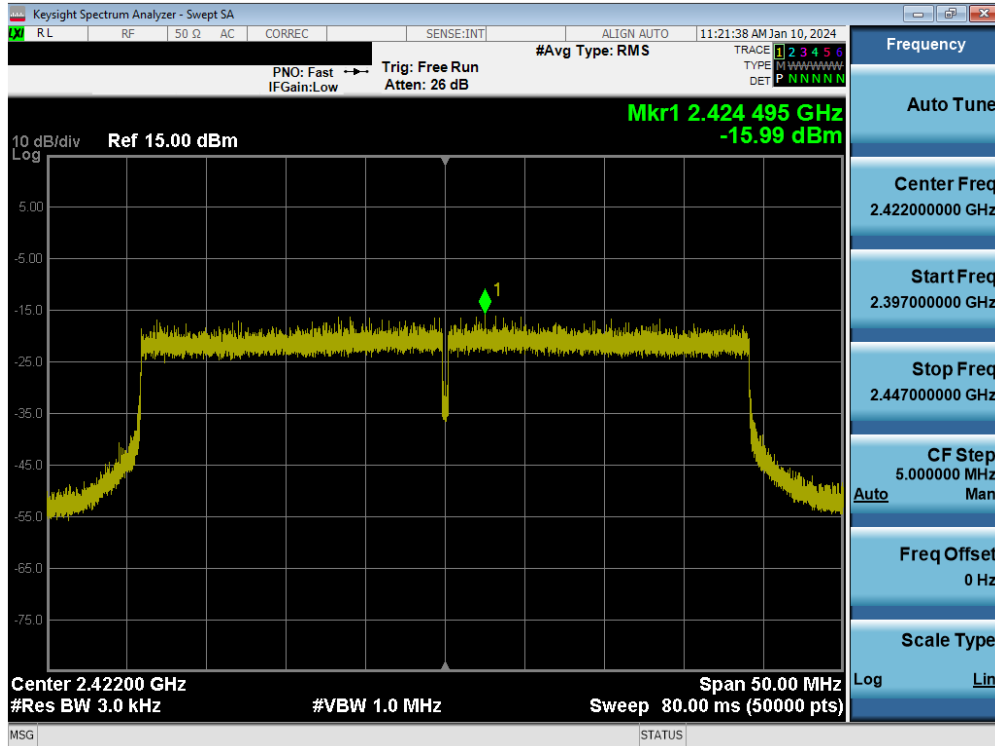 Keysight Spectrum Analyzer - Swept SA
LXI RL RF 50 Ω AC CORREC SENSE:INT ALIGN AUTO 11:21:38 AM Jan 10, 2024
PNO: Fast
IFGain:Low
Trig: Free Run
Atten: 26 dB
#Avg Type: RMS
TRACE 1 2 3 4 5 6
TYPE M WWWWW
DET P N N N N N
Mkr1 2.424 495 GHz
-15.99 dBm
10 dB/div Ref 15.00 dBm
Log
5.00
-5.00
-15.0
-25.0
-35.0
-45.0
-55.0
-65.0
-75.0
1
Center 2.42200 GHz Span 50.00 MHz
#Res BW 3.0 kHz #VBW 1.0 MHz Sweep 80.00 ms (50000 pts)
MSG STATUS
Frequency
Auto Tune
Center Freq
2.422000000 GHz
Start Freq
2.397000000 GHz
Stop Freq
2.447000000 GHz
CF Step
5.000000 MHz
Auto Man
Freq Offset
0 Hz
Scale Type
Log Lin